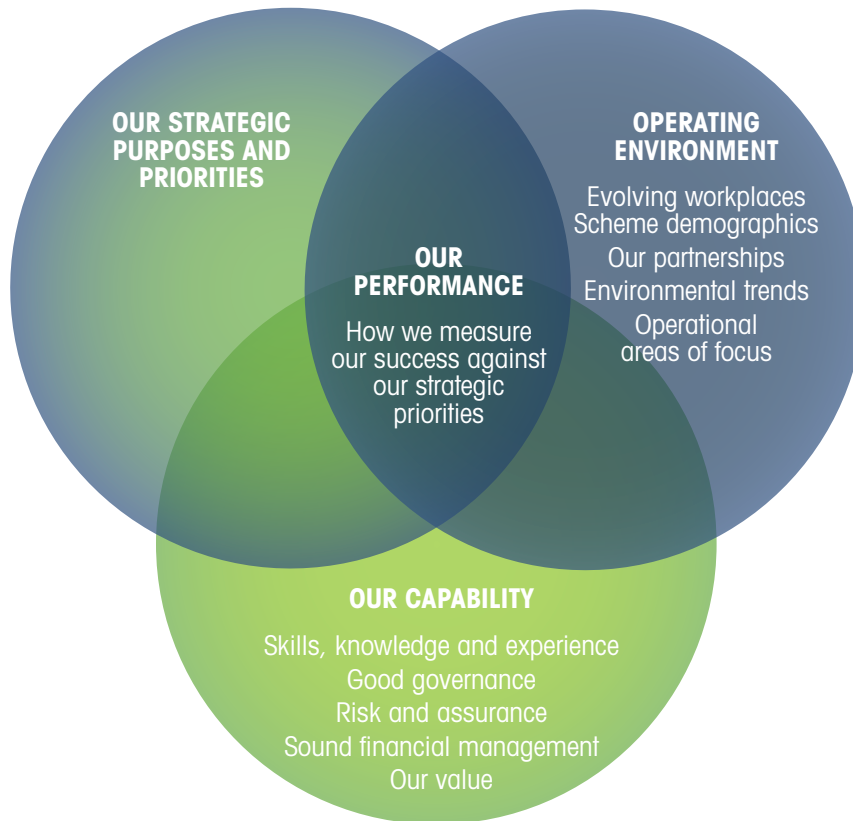 OUR STRATEGIC
PURPOSES AND
PRIORITIES
OPERATING
ENVIRONMENT
Evolving workplaces
Scheme demographics
Our partnerships
Environmental trends
Operational
areas of focus
OUR
PERFORMANCE
How we measure
our success against
our strategic
priorities
OUR CAPABILITY
Skills, knowledge and experience
Good governance
Risk and assurance
Sound financial management
Our value